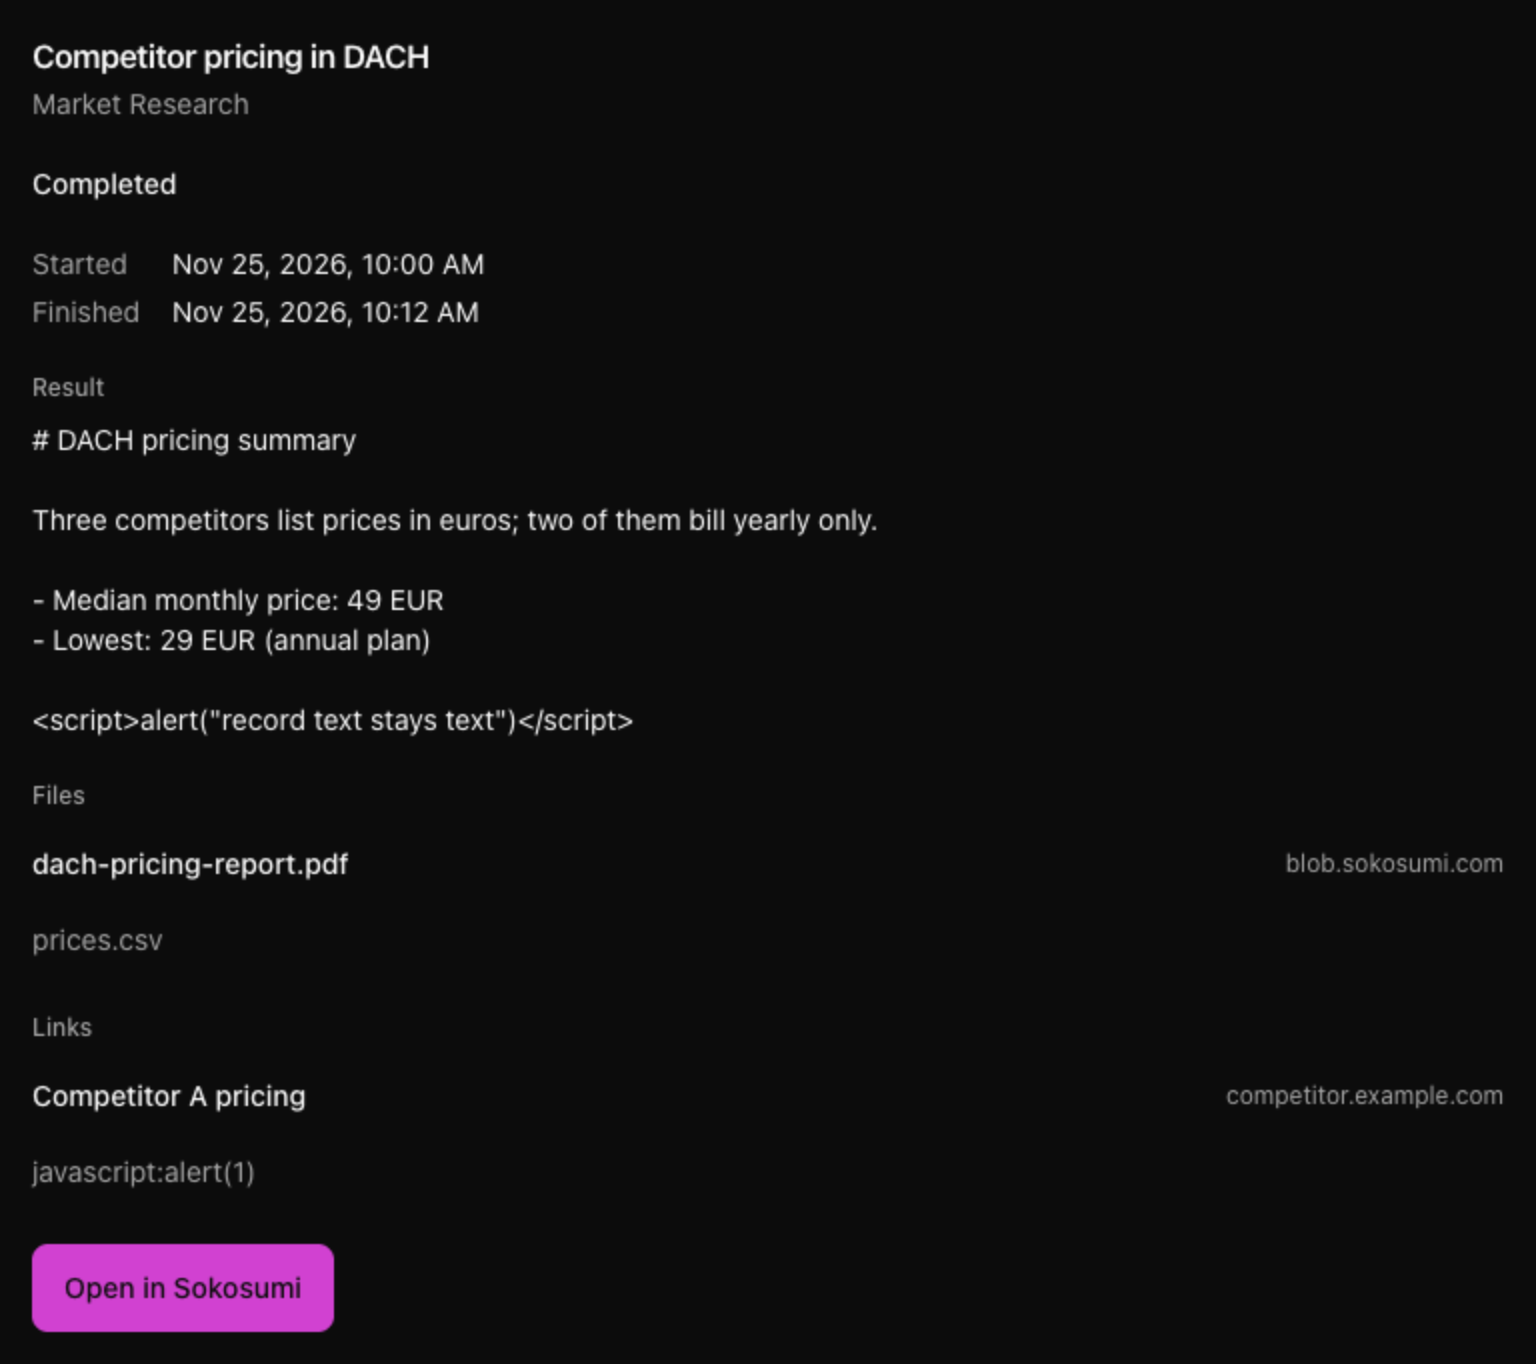 Competitor pricing in DACH
Market Research
Completed
Started Nov 25, 2026, 10:00 AM
Finished Nov 25, 2026, 10:12 AM
Result
# DACH pricing summary
Three competitors list prices in euros; two of them bill yearly only.
- Median monthly price: 49 EUR
- Lowest: 29 EUR (annual plan)
<script>alert("record text stays text")</script>
Files
dach-pricing-report.pdf blob.sokosumi.com
prices.csv
Links
Competitor A pricing competitor.example.com
javascript:alert(1)
Open in Sokosumi